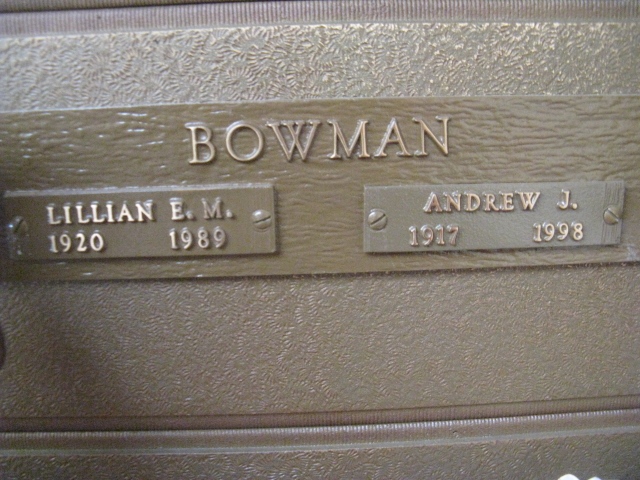 BOWMAN
LILLIAN E. M.
1920 1989
ANDREW J.
1917 1998